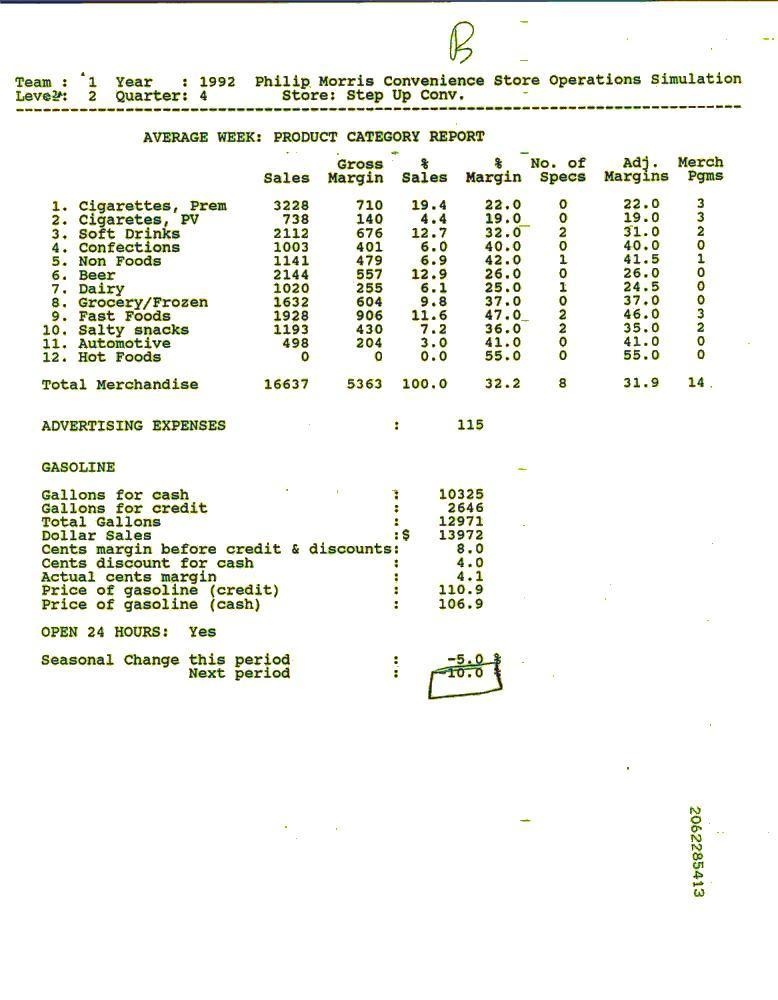 B
Team : 1 Year : 1992 Philip Morris Convenience Store Operations Simulation
Level: 2 Quarter: 4 Store: Step Up Conv.
AVERAGE WEEK: PRODUCT CATEGORY REPORT
Gross % % No. of Adj. Merch
Sales Margin Sales Margin Specs Margins Pgms
1. Cigarettes, Prem 3228 710 19.4 22.0 0 22.0 3
2. Cigaretes, PV 738 140 4.4 19.0 0 19.0 3
3. Soft Drinks 2112 676 12.7 32.0 2 31.0 2
4. Confections 1003 401 6.0 40.0 0 40.0 0
5. Non Foods 1141 479 6.9 42.0 1 41.5 1
6. Beer 2144 557 12.9 26.0 0 26.0 0
7. Dairy 1020 255 6.1 25.0 1 24.5 0
8. Grocery/Frozen 1632 604 9.8 37.0 0 37.0 0
9. Fast Foods 1928 906 11.6 47.0 2 46.0 3
10. Salty snacks 1193 430 7.2 36.0 2 35.0 2
11. Automotive 498 204 3.0 41.0 0 41.0 0
12. Hot Foods 0 0 0.0 55.0 0 55.0 0
Total Merchandise 16637 5363 100.0 32.2 8 31.9 14
ADVERTISING EXPENSES : 115
GASOLINE
Gallons for cash : 10325
Gallons for credit : 2646
Total Gallons : 12971
Dollar Sales :$ 13972
Cents margin before credit & discounts: 8.0
Cents discount for cash : 4.0
Actual cents margin : 4.1
Price of gasoline (credit) : 110.9
Price of gasoline (cash) : 106.9
OPEN 24 HOURS: Yes
Seasonal Change this period : -5.0 %
Next period : -10.0 %
2062285413